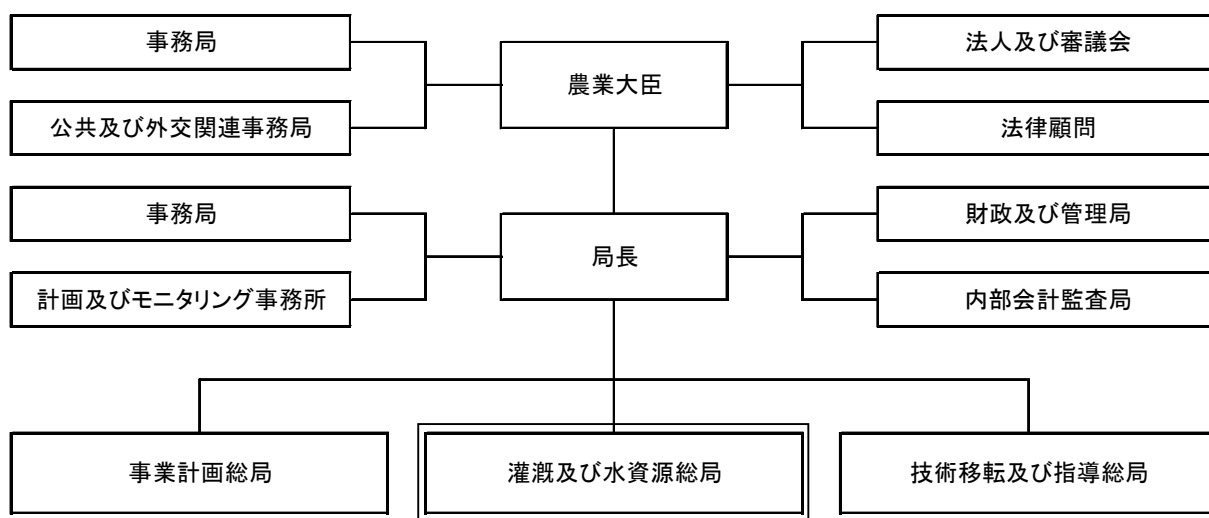 事務局
農業大臣
法人及び審議会
公共及び外交関連事務局
法律顧問
事務局
局長
財政及び管理局
計画及びモニタリング事務所
内部会計監査局
事業計画総局
灌漑及び水資源総局
技術移転及び指導総局